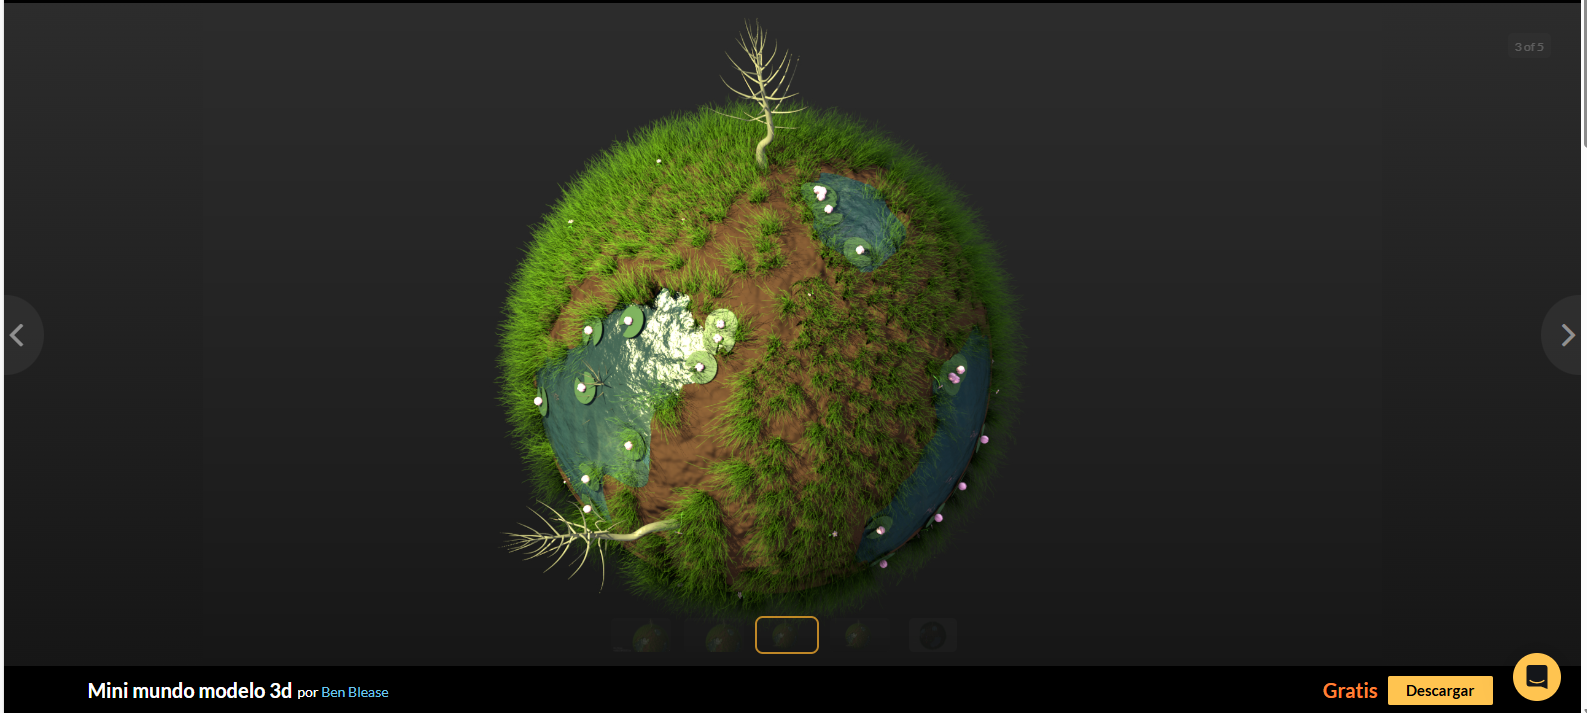 3 of 5
Mini mundo modelo 3d por Ben Blease
Gratis
Descargar